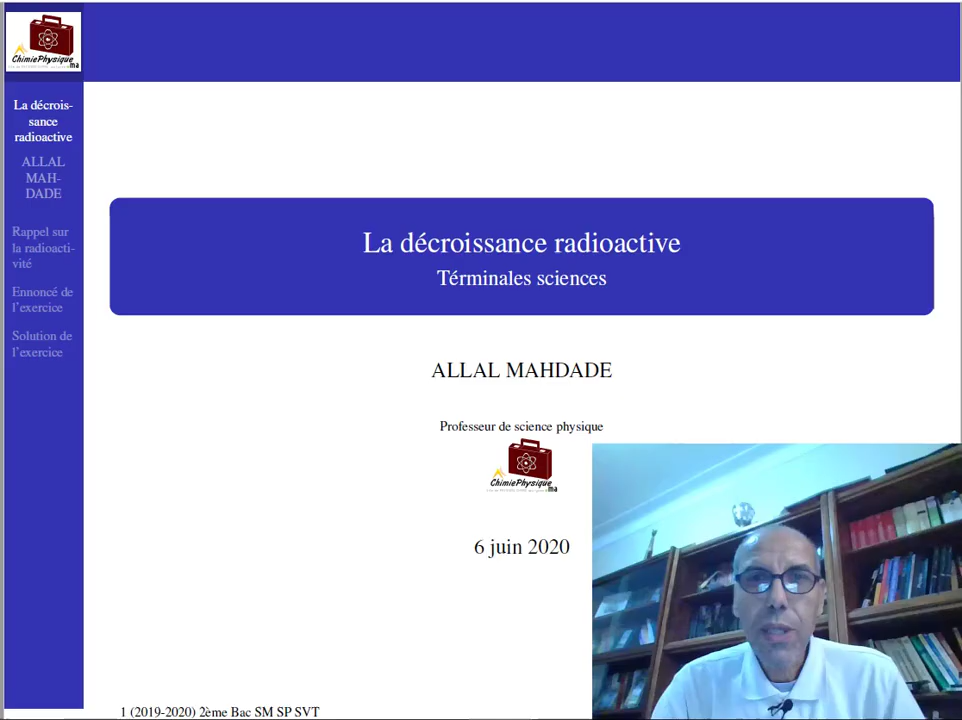 ChimiePhysique
ma
La décrois-
sance
radioactive
ALLAL
MAH-
DADE
Rappel sur
la radioacti-
vité
Ennoncé de
l'exercice
Solution de
l'exercice
La décroissance radioactive
Términales sciences
ALLAL MAHDADE
Professeur de science physique
ChimiePhysique
ma
6 juin 2020
1 (2019-2020) 2ème Bac SM SP SVT